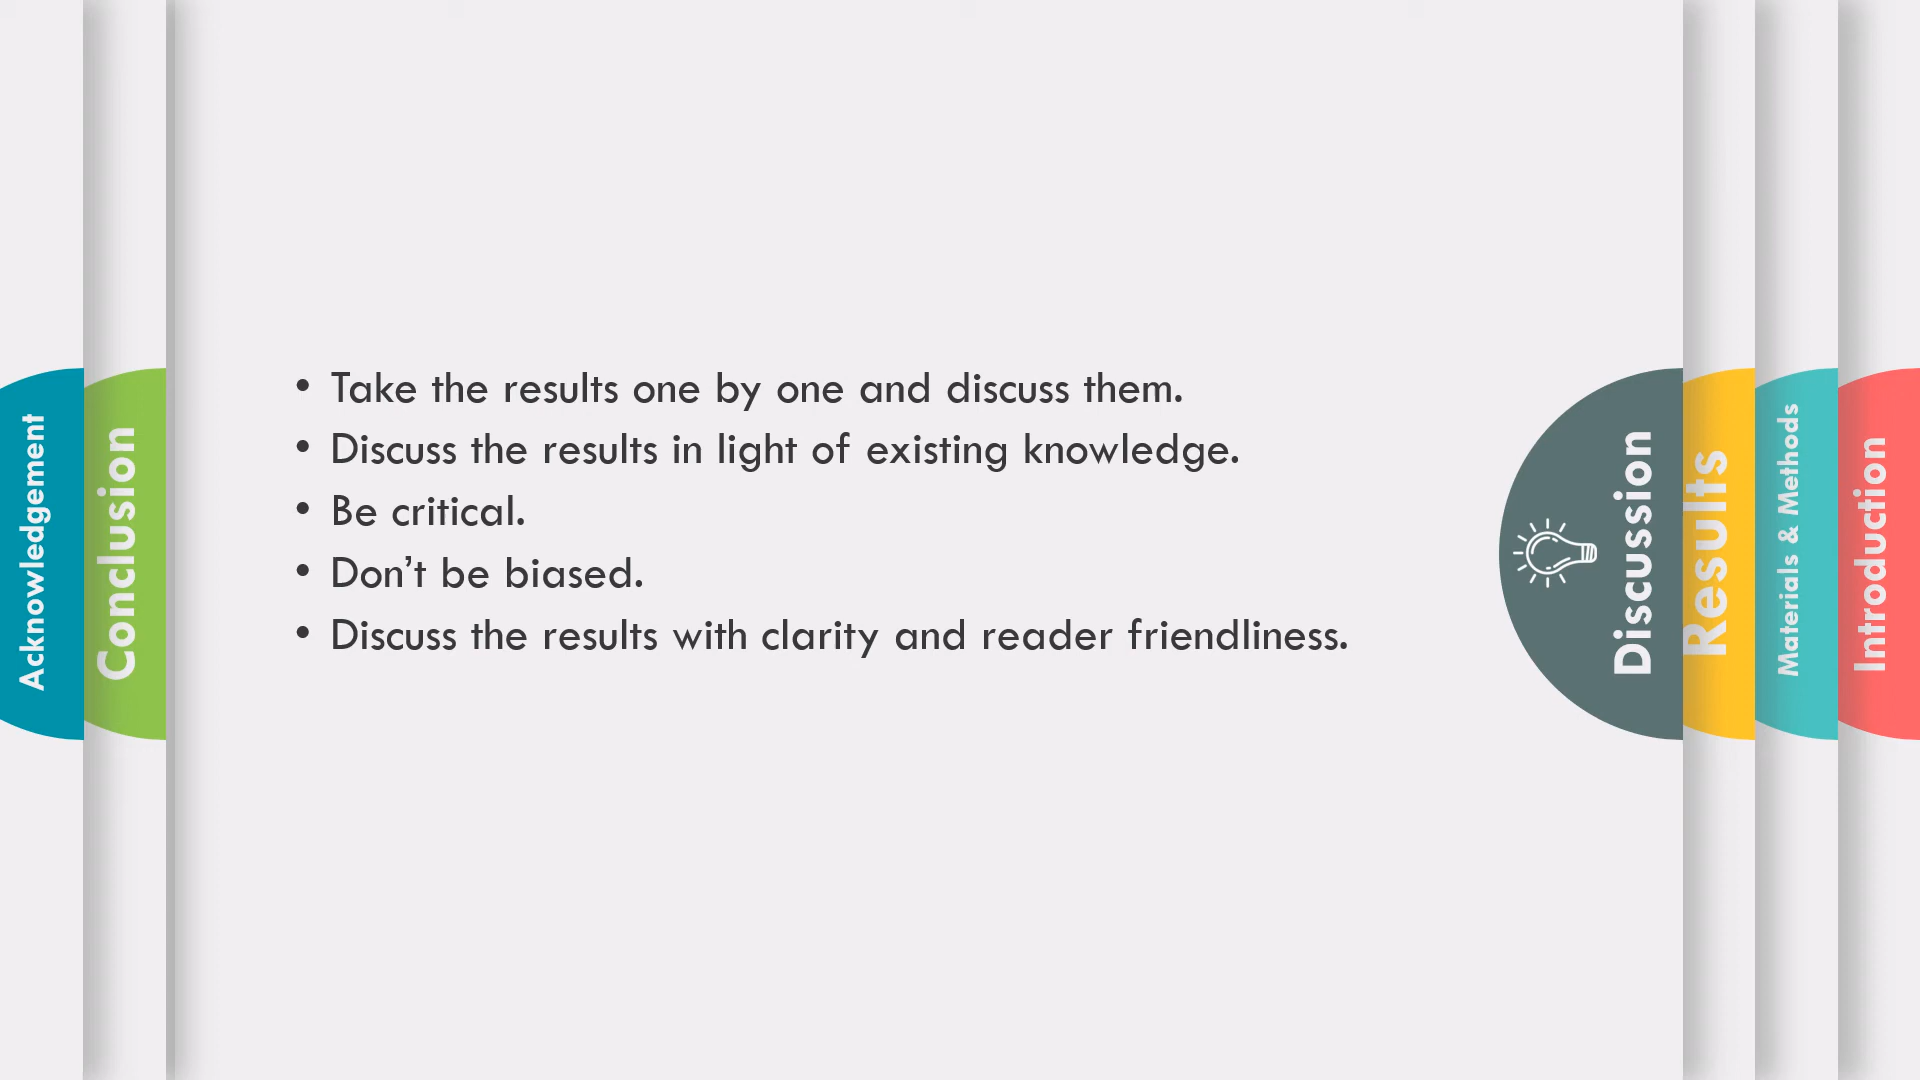 Acknowledgement
Conclusion
• Take the results one by one and discuss them.
• Discuss the results in light of existing knowledge.
• Be critical.
• Don’t be biased.
• Discuss the results with clarity and reader friendliness.
Discussion
Results
Materials & Methods
Introduction